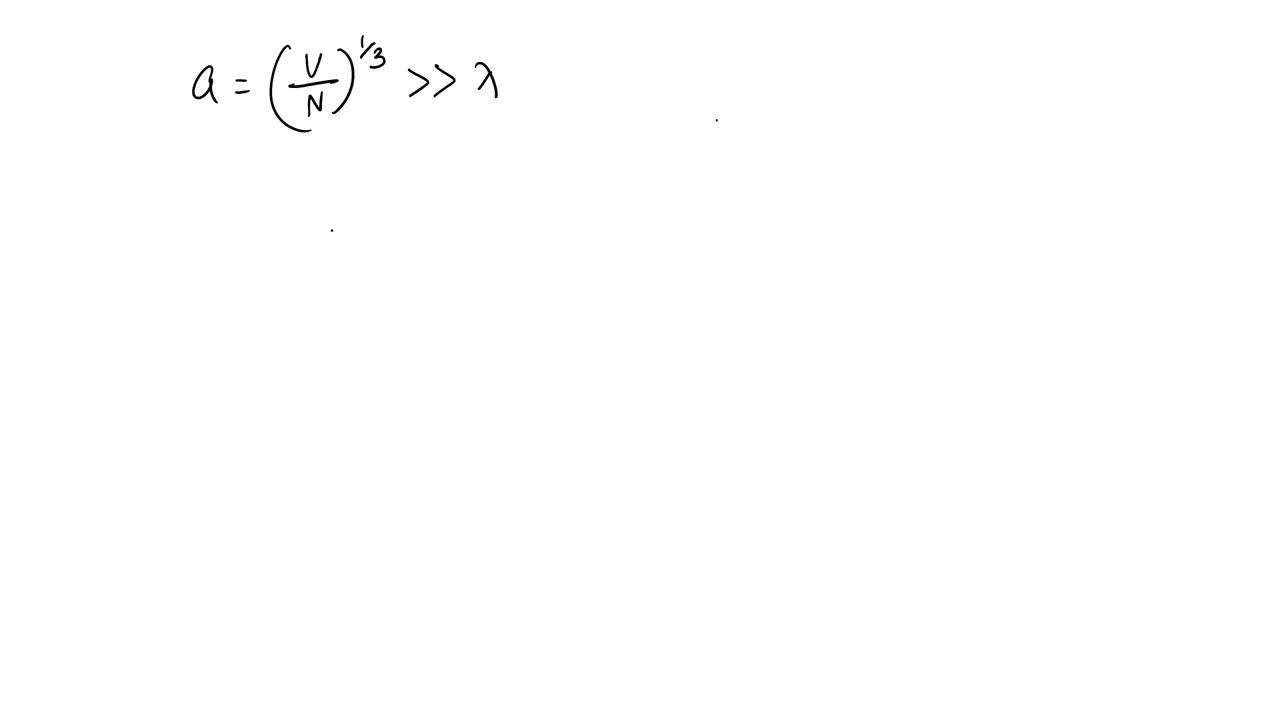 a = (V/N)^1/3 >> λ